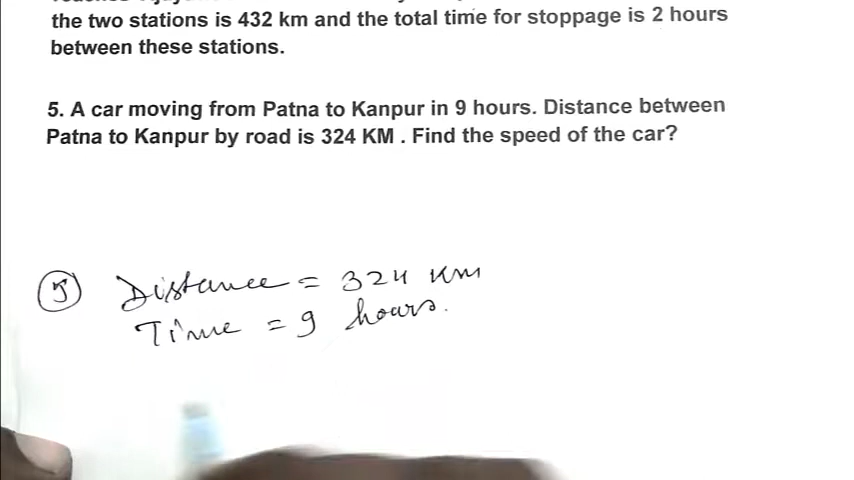 the two stations is 432 km and the total time for stoppage is 2 hours
between these stations.
5. A car moving from Patna to Kanpur in 9 hours. Distance between
Patna to Kanpur by road is 324 KM . Find the speed of the car?
5 Distance = 324 km
Time = 9 hours.